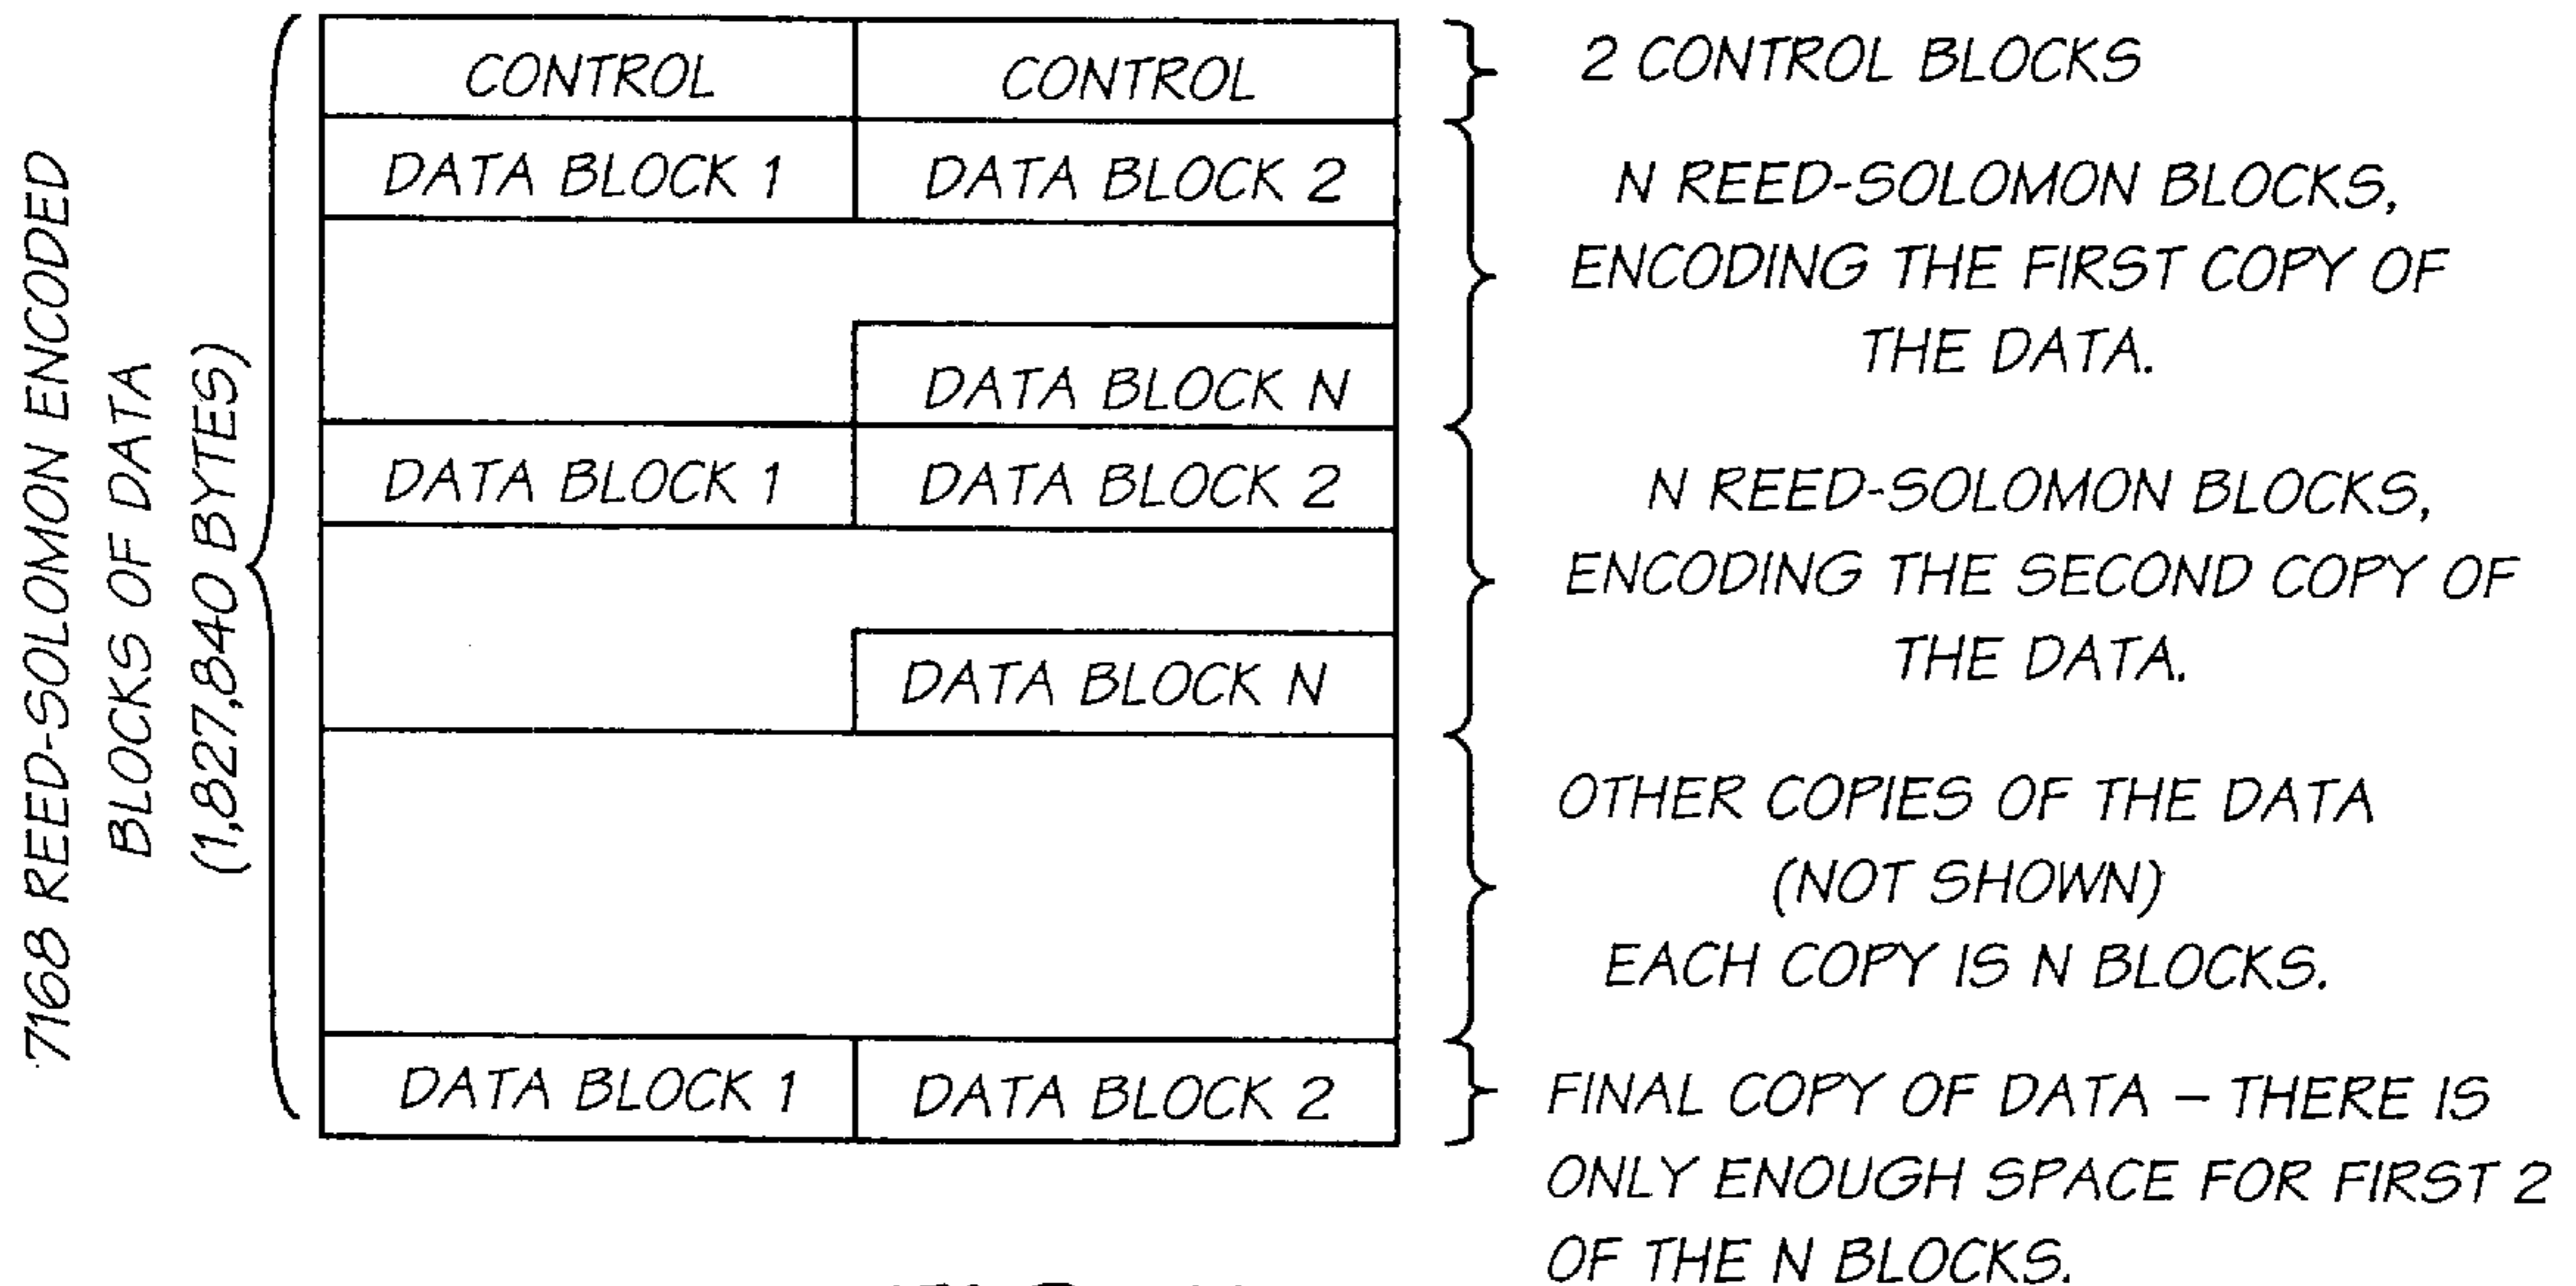 7168 REED-SOLOMON ENCODED
BLOCKS OF DATA
(1,827,840 BYTES)
CONTROL CONTROL
2 CONTROL BLOCKS
DATA BLOCK 1 DATA BLOCK 2
DATA BLOCK N
N REED-SOLOMON BLOCKS,
ENCODING THE FIRST COPY OF
THE DATA.
DATA BLOCK 1 DATA BLOCK 2
DATA BLOCK N
N REED-SOLOMON BLOCKS,
ENCODING THE SECOND COPY OF
THE DATA.
OTHER COPIES OF THE DATA
(NOT SHOWN)
EACH COPY IS N BLOCKS.
DATA BLOCK 1 DATA BLOCK 2
FINAL COPY OF DATA – THERE IS
ONLY ENOUGH SPACE FOR FIRST 2
OF THE N BLOCKS.